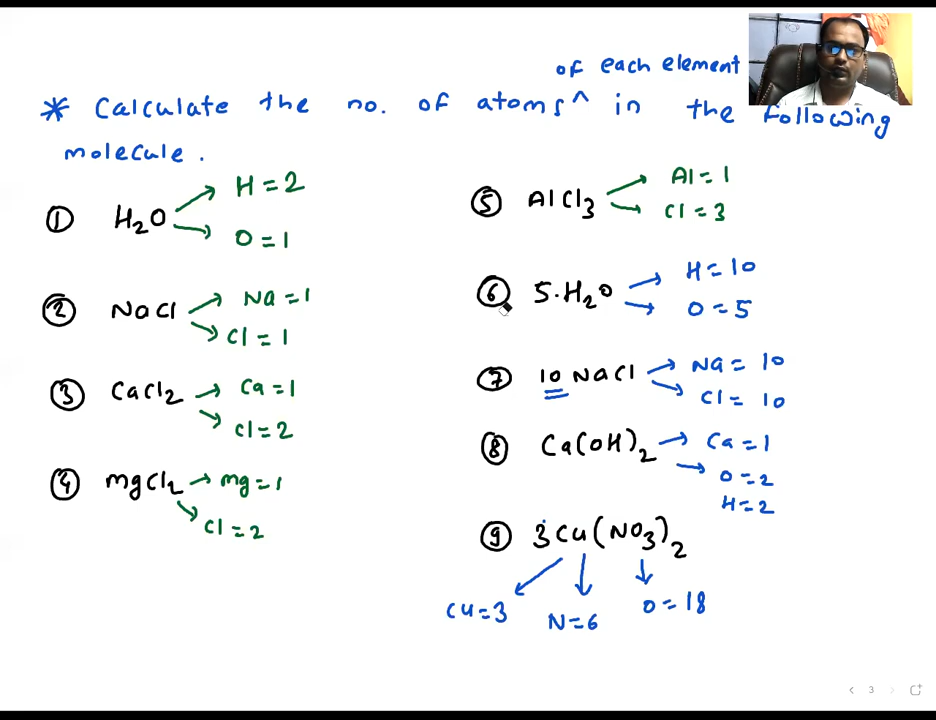 of each element
* Calculate the no. of atoms ^ in the following
molecule.
① H₂O
H = 2
O = 1
② NaCl
Na = 1
Cl = 1
③ CaCl₂
Ca = 1
Cl = 2
④ mgCl₂
mg = 1
Cl = 2
⑤ AlCl₃
Al = 1
Cl = 3
⑥ 5·H₂O
H = 10
O = 5
⑦ 10 NaCl
Na = 10
Cl = 10
⑧ Ca(OH)₂
Ca = 1
O = 2
H = 2
⑨ 3Cu(NO₃)₂
Cu = 3
N = 6
O = 18
3